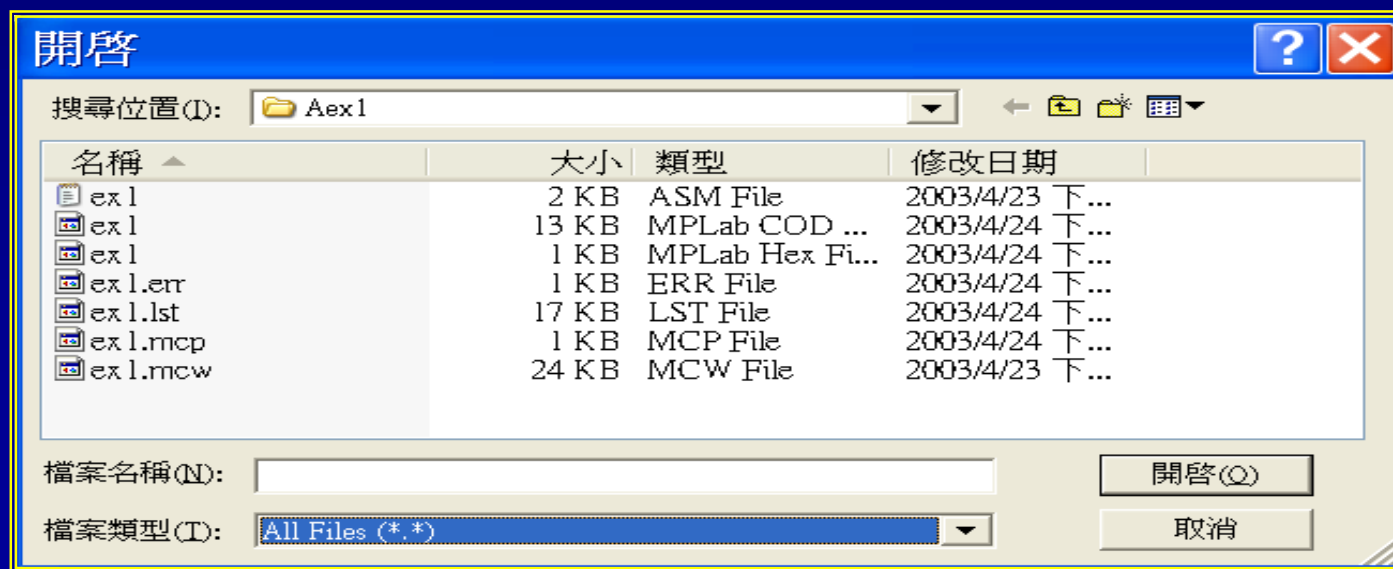 開啓
搜尋位置(I): Aex1
名稱 大小 類型 修改日期
ex1 2 KB ASM File 2003/4/23 下...
ex1 13 KB MPLab COD ... 2003/4/24 下...
ex1 1 KB MPLab Hex Fi... 2003/4/24 下...
ex1.err 1 KB ERR File 2003/4/24 下...
ex1.lst 17 KB LST File 2003/4/24 下...
ex1.mcp 1 KB MCP File 2003/4/24 下...
ex1.mcw 24 KB MCW File 2003/4/23 下...
檔案名稱(N): 開啓(O)
檔案類型(T): All Files (*.*) 取消